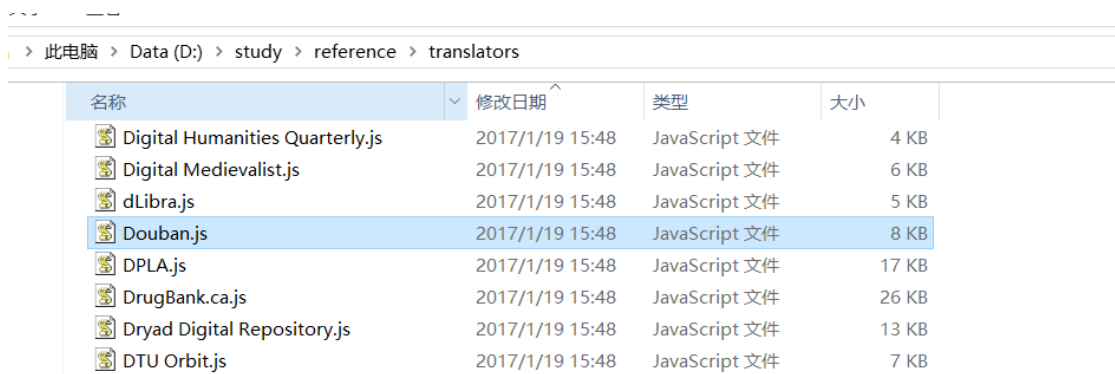 > 此电脑 > Data (D:) > study > reference > translators
名称 修改日期 类型 大小
Digital Humanities Quarterly.js 2017/1/19 15:48 JavaScript 文件 4 KB
Digital Medievalist.js 2017/1/19 15:48 JavaScript 文件 6 KB
dLibra.js 2017/1/19 15:48 JavaScript 文件 5 KB
Douban.js 2017/1/19 15:48 JavaScript 文件 8 KB
DPLA.js 2017/1/19 15:48 JavaScript 文件 17 KB
DrugBank.ca.js 2017/1/19 15:48 JavaScript 文件 26 KB
Dryad Digital Repository.js 2017/1/19 15:48 JavaScript 文件 13 KB
DTU Orbit.js 2017/1/19 15:48 JavaScript 文件 7 KB